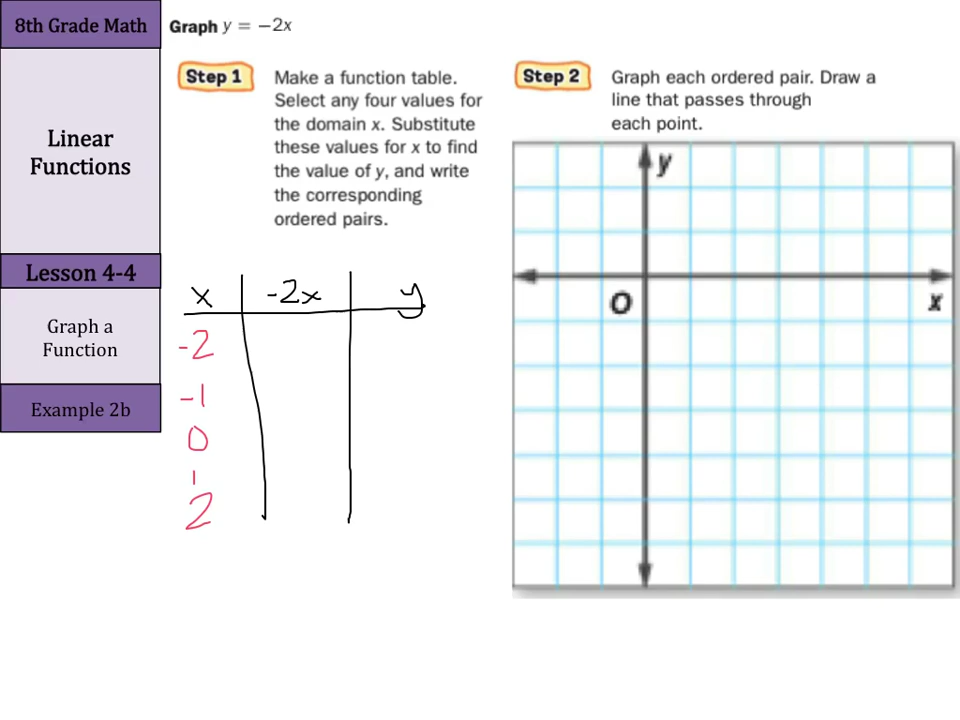 8th Grade Math
Linear
Functions
Lesson 4-4
Graph a
Function
Example 2b
Graph y = −2x
Step 1
Make a function table.
Select any four values for
the domain x. Substitute
these values for x to find
the value of y, and write
the corresponding
ordered pairs.
x -2x y
-2
-1
0
1
2
Step 2
Graph each ordered pair. Draw a
line that passes through
each point.
y
O x